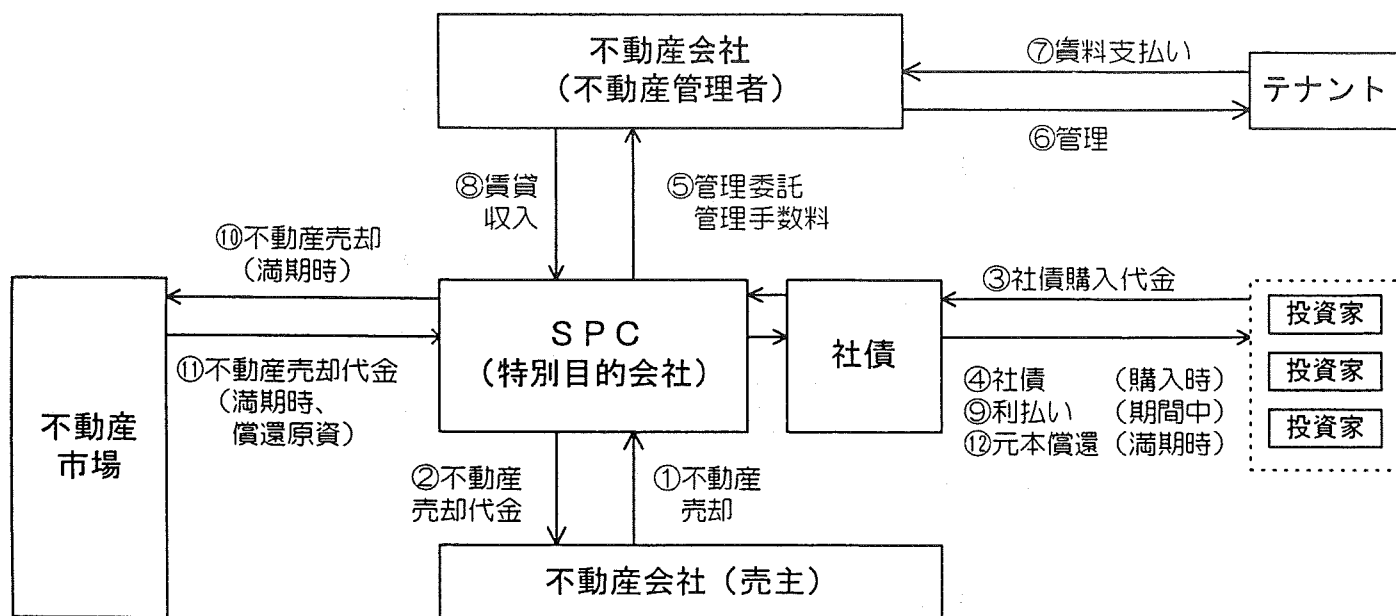 不動産会社
(不動産管理者)
⑦賃料支払い
テナント
⑥管理
⑧賃貸
収入
⑤管理委託
管理手数料
⑩不動産売却
(満期時)
③社債購入代金
SPC
(特別目的会社)
社債
投資家
投資家
投資家
⑪不動産売却代金
(満期時、
償還原資)
④社債 (購入時)
⑨利払い (期間中)
⑫元本償還 (満期時)
不動産
市場
②不動産
売却代金
①不動産
売却
不動産会社(売主)